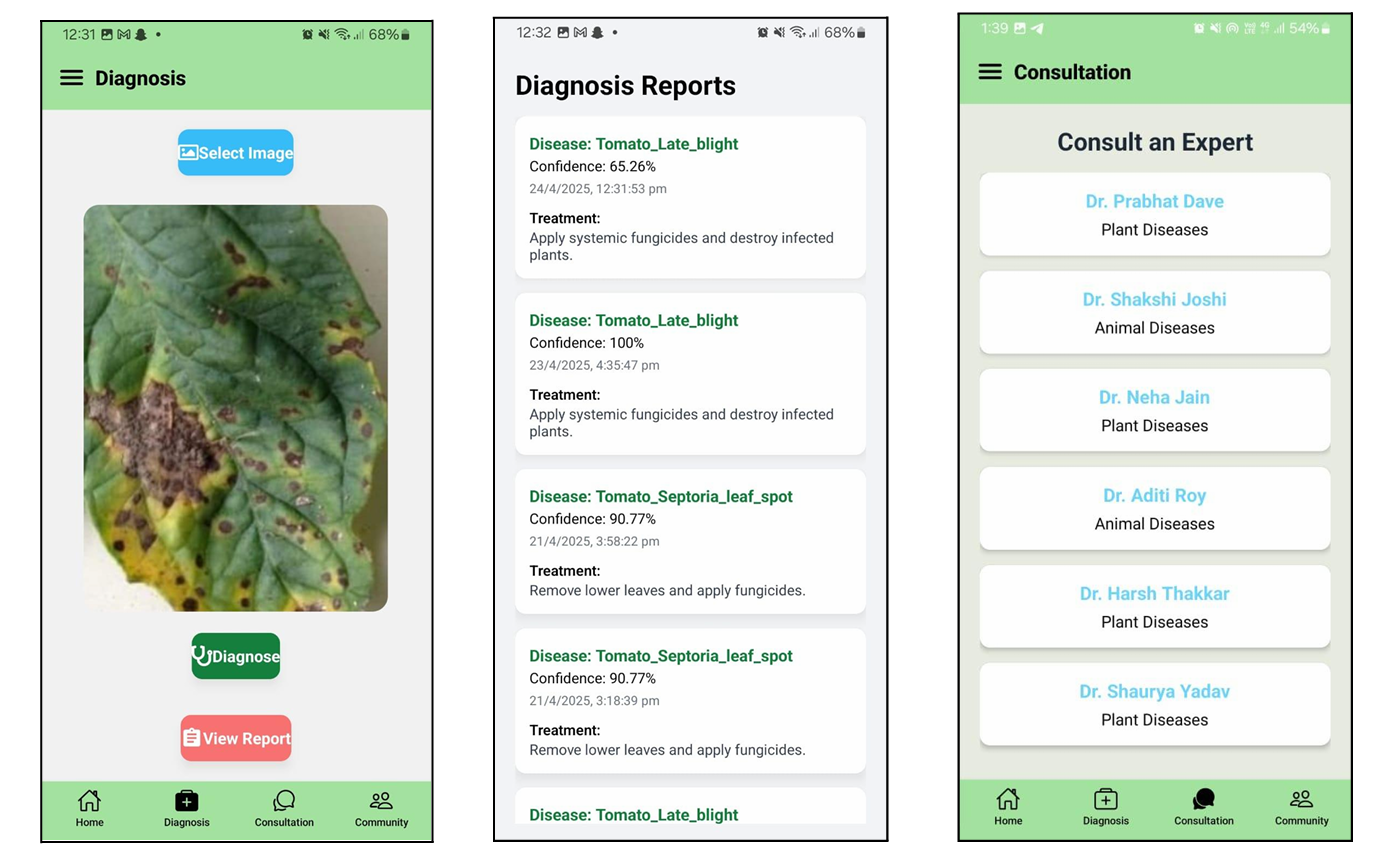 12:31
68%
Diagnosis
Select Image
Diagnose
View Report
Home Diagnosis Consultation Community
12:32
68%
Diagnosis Reports
Disease: Tomato_Late_blight
Confidence: 65.26%
24/4/2025, 12:31:53 pm
Treatment:
Apply systemic fungicides and destroy infected
plants.
Disease: Tomato_Late_blight
Confidence: 100%
23/4/2025, 4:35:47 pm
Treatment:
Apply systemic fungicides and destroy infected
plants.
Disease: Tomato_Septoria_leaf_spot
Confidence: 90.77%
21/4/2025, 3:58:22 pm
Treatment:
Remove lower leaves and apply fungicides.
Disease: Tomato_Septoria_leaf_spot
Confidence: 90.77%
21/4/2025, 3:18:39 pm
Treatment:
Remove lower leaves and apply fungicides.
Disease: Tomato_Late_blight
1:39
54%
Consultation
Consult an Expert
Dr. Prabhat Dave
Plant Diseases
Dr. Shakshi Joshi
Animal Diseases
Dr. Neha Jain
Plant Diseases
Dr. Aditi Roy
Animal Diseases
Dr. Harsh Thakkar
Plant Diseases
Dr. Shaurya Yadav
Plant Diseases
Home Diagnosis Consultation Community